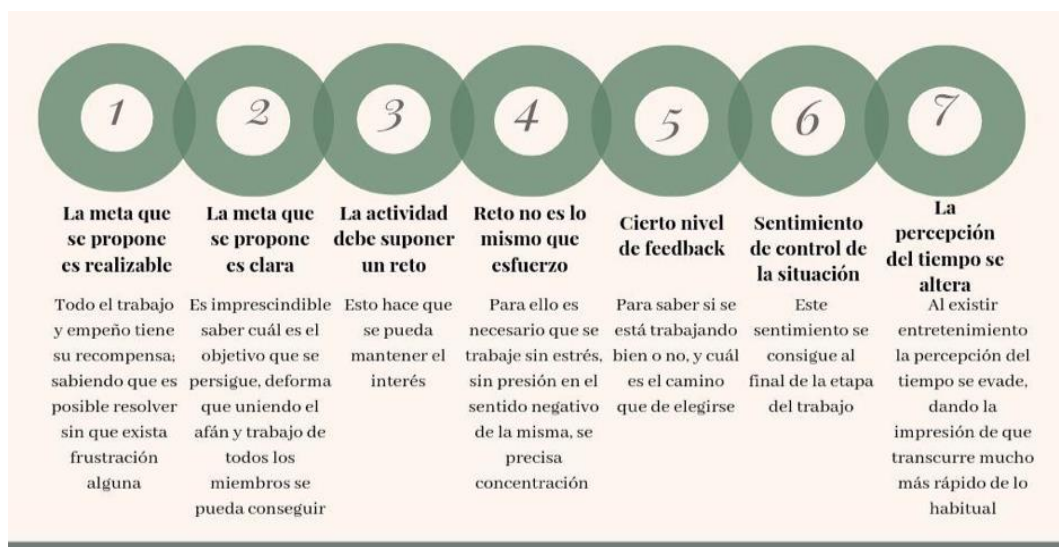 1
La meta que
se propone
es realizable
Todo el trabajo
y empeño tiene
su recompensa;
sabiendo que es
posible resolver
sin que exista
frustración
alguna
2
La meta que
se propone
es clara
Es imprescindible
saber cuál es el
objetivo que se
persigue, deforma
que uniendo el
afán y trabajo de
todos los
miembros se
pueda conseguir
3
La actividad
debe suponer
un reto
Esto hace que
se pueda
mantener el
interés
4
Reto no es lo
mismo que
esfuerzo
Para ello es
necesario que se
trabaje sin estrés,
sin presión en el
sentido negativo
de la misma, se
precisa
concentración
5
Cierto nivel
de feedback
Para saber si se
está trabajando
bien o no, y cuál
es el camino
que de elegirse
6
Sentimiento
de control de
la situación
Este
sentimiento se
consigue al
final de la etapa
del trabajo
7
La
percepción
del tiempo se
altera
Al existir
entretenimiento
la percepción del
tiempo se evade,
dando la
impresión de que
transcurre mucho
más rápido de lo
habitual